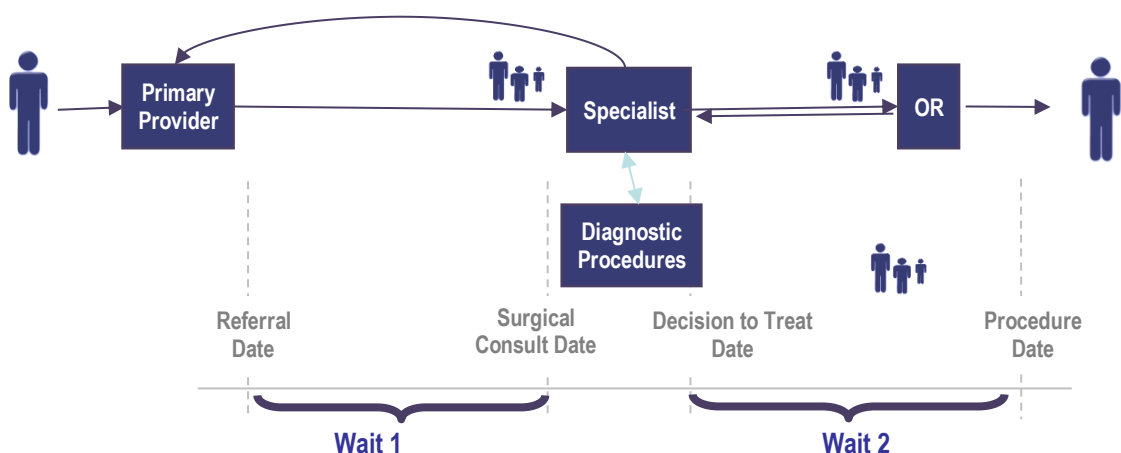 Primary
Provider
Specialist
OR
Diagnostic
Procedures
Referral
Date
Surgical
Consult Date
Decision to Treat
Date
Procedure
Date
Wait 1
Wait 2